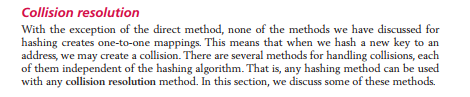 Collision resolution
With the exception of the direct method, none of the methods we have discussed for
hashing creates one-to-one mappings. This means that when we hash a new key to an
address, we may create a collision. There are several methods for handling collisions, each
of them independent of the hashing algorithm. That is, any hashing method can be used
with any collision resolution method. In this section, we discuss some of these methods.